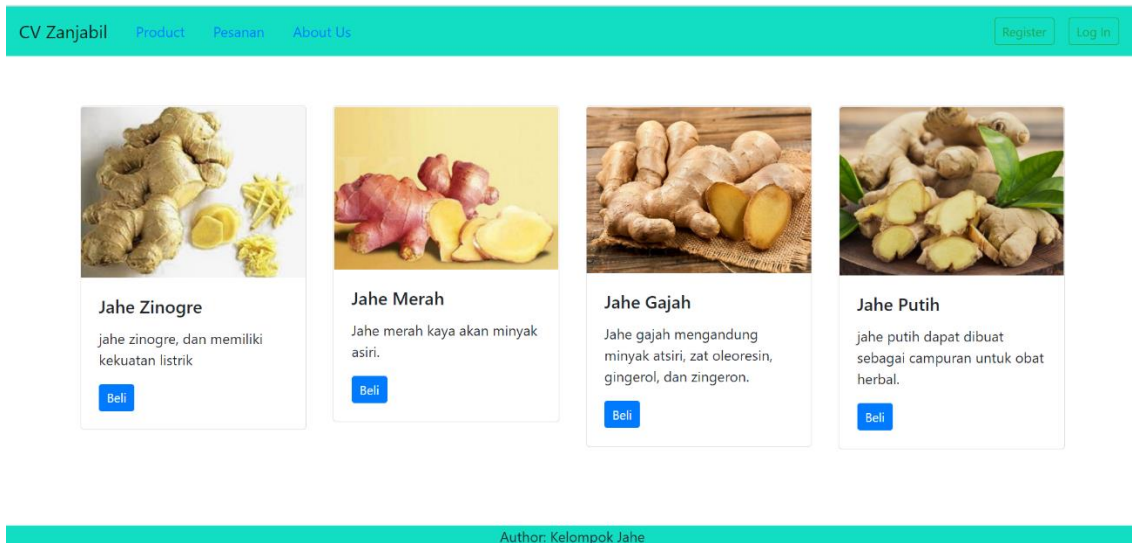 CV Zanjabil Product Pesanan About Us Register Log In
Jahe Zinogre
jahe zinogre, dan memiliki
kekuatan listrik
Beli
Jahe Merah
Jahe merah kaya akan minyak
asiri.
Beli
Jahe Gajah
Jahe gajah mengandung
minyak atsiri, zat oleoresin,
gingerol, dan zingeron.
Beli
Jahe Putih
jahe putih dapat dibuat
sebagai campuran untuk obat
herbal.
Beli
Author: Kelompok Jahe